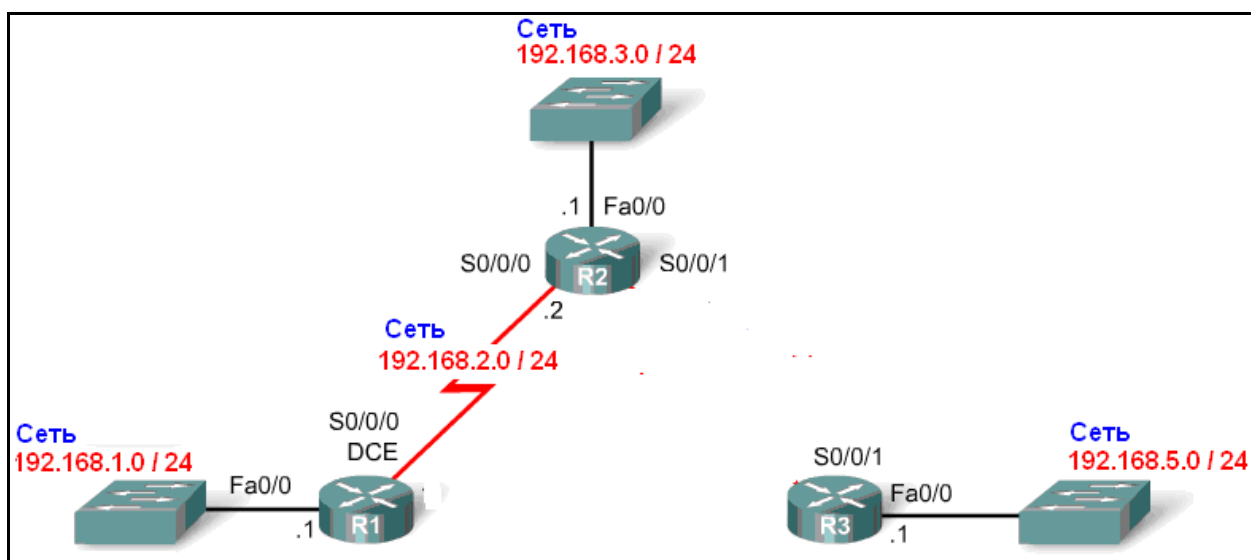 Сеть
192.168.3.0 / 24
.1 Fa0/0
S0/0/0
R2
S0/0/1
.2
Сеть
192.168.2.0 / 24
S0/0/0
DCE
Сеть
192.168.1.0 / 24
Fa0/0
.1
R1
S0/0/1
R3
Fa0/0
.1
Сеть
192.168.5.0 / 24